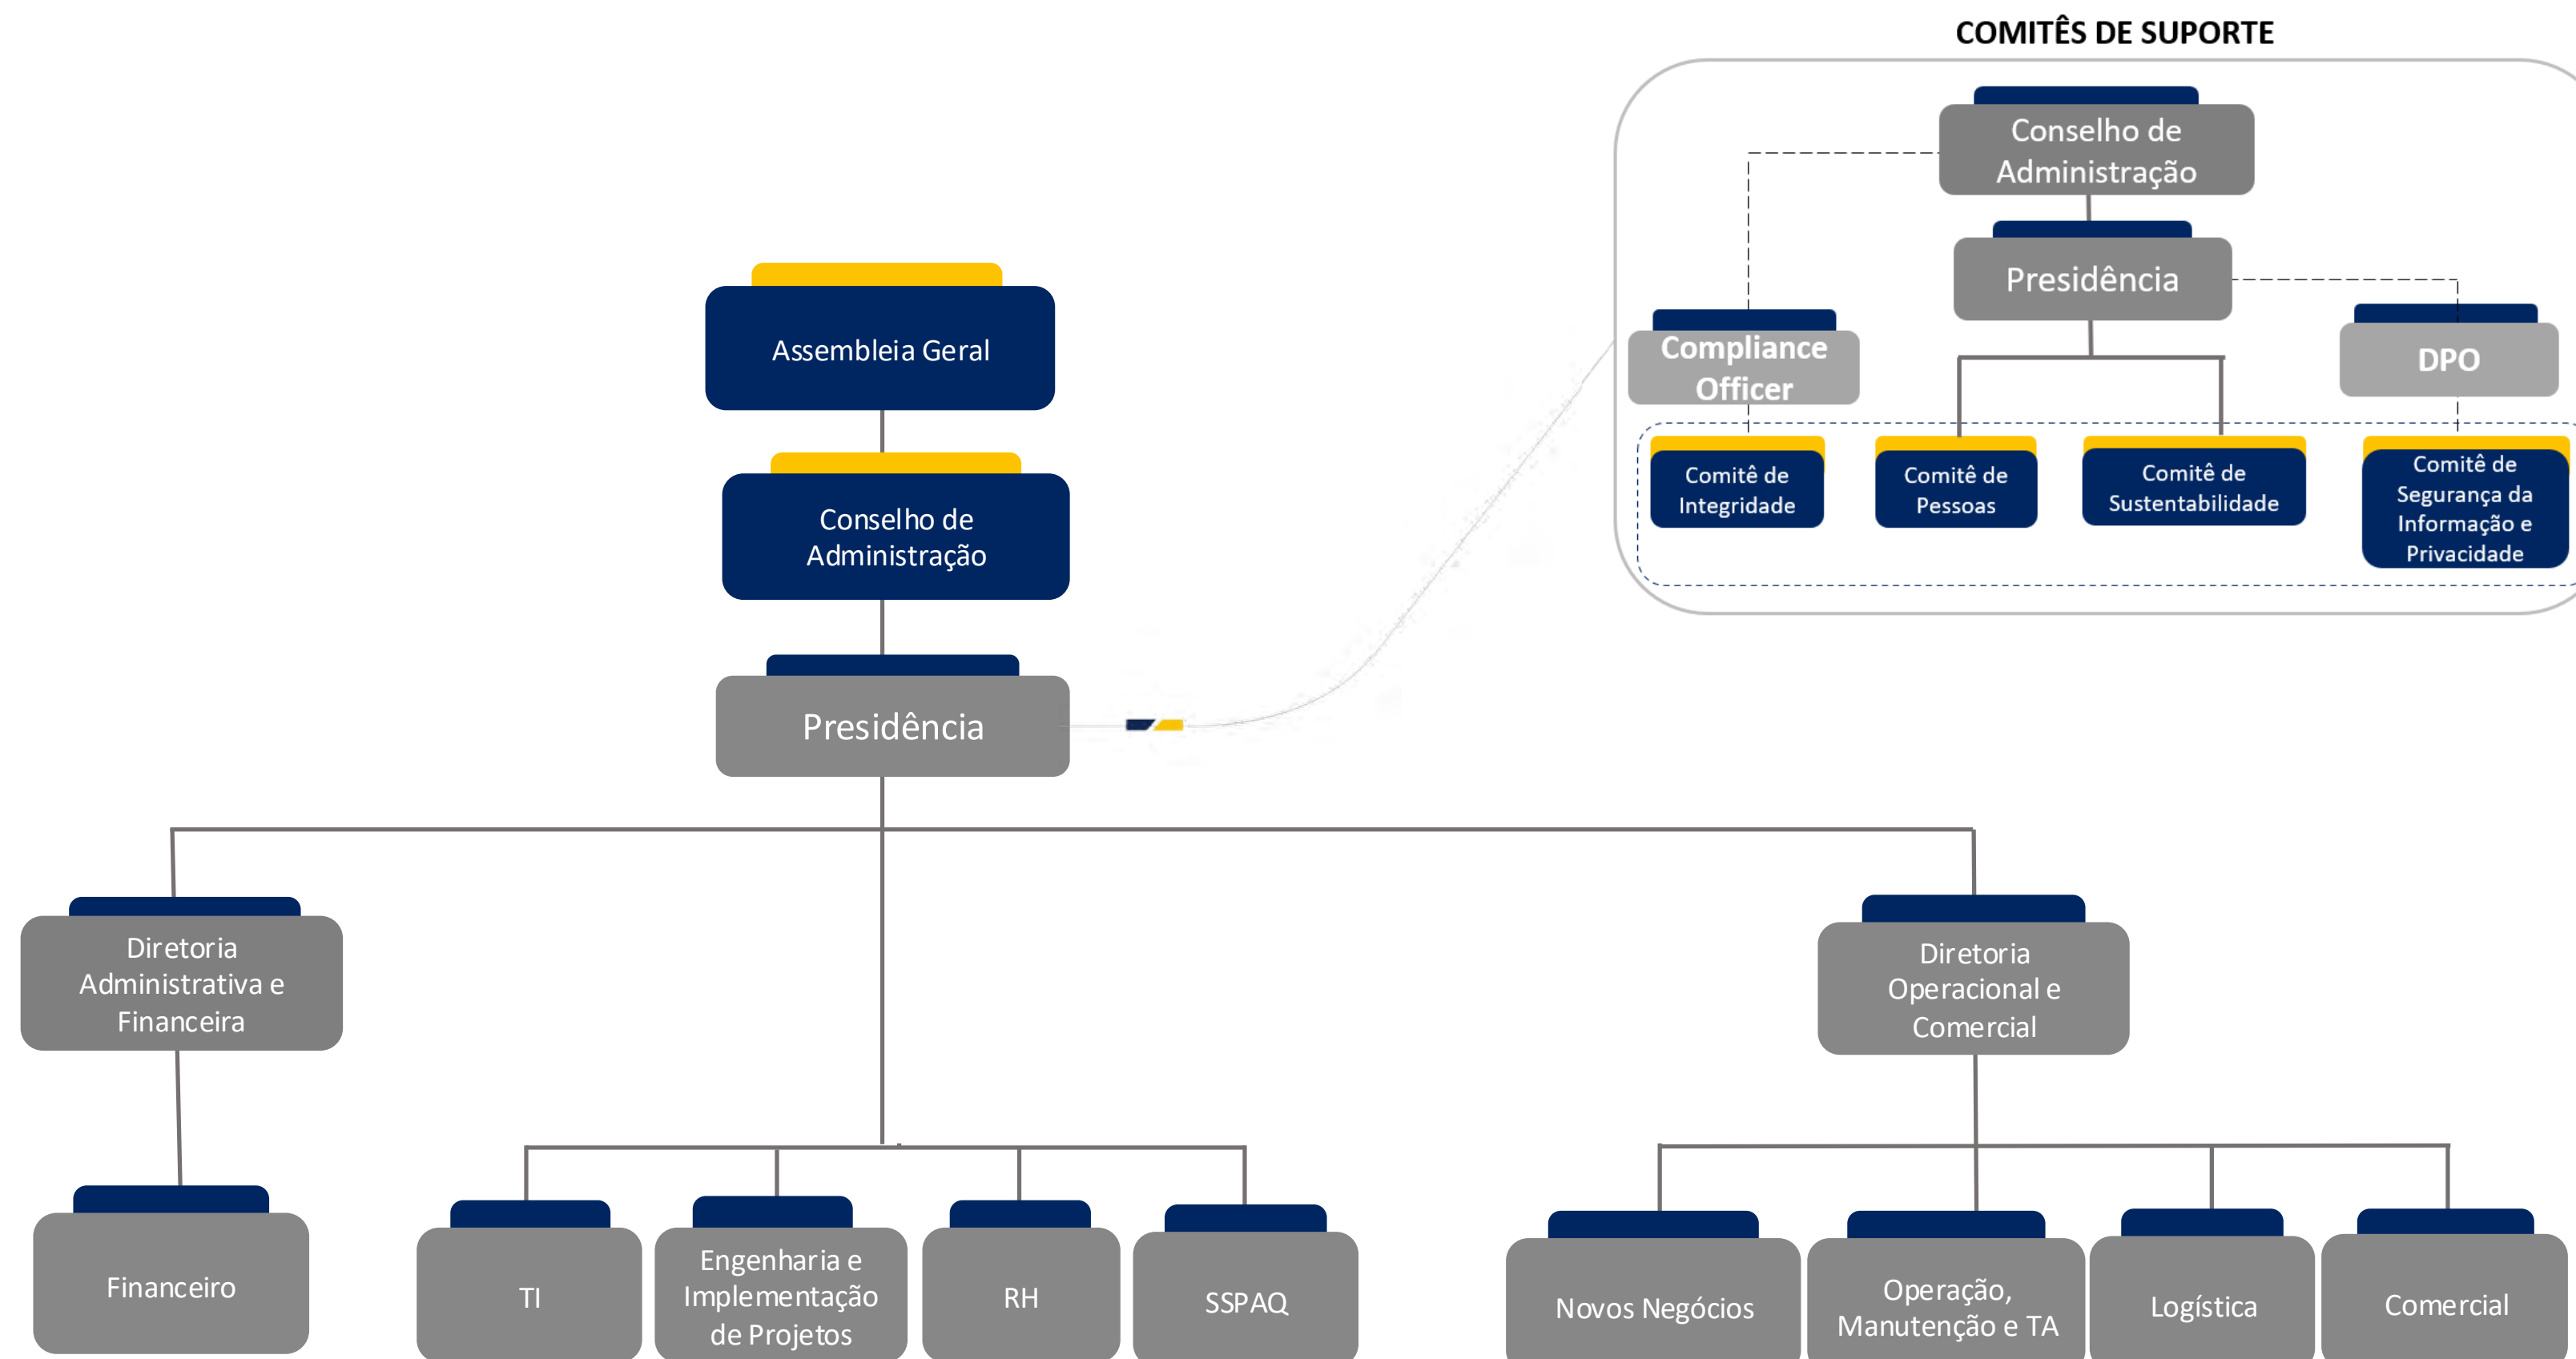 COMITÊS DE SUPORTE
Conselho de
Administração
Presidência
Compliance
Officer
DPO
Comitê de
Integridade
Comitê de
Pessoas
Comitê de
Sustentabilidade
Comitê de
Segurança da
Informação e
Privacidade
Assembleia Geral
Conselho de
Administração
Presidência
Diretoria
Administrativa e
Financeira
Diretoria
Operacional e
Comercial
Financeiro
TI
Engenharia e
Implementação
de Projetos
RH
SSPAQ
Novos Negócios
Operação,
Manutenção e TA
Logística
Comercial